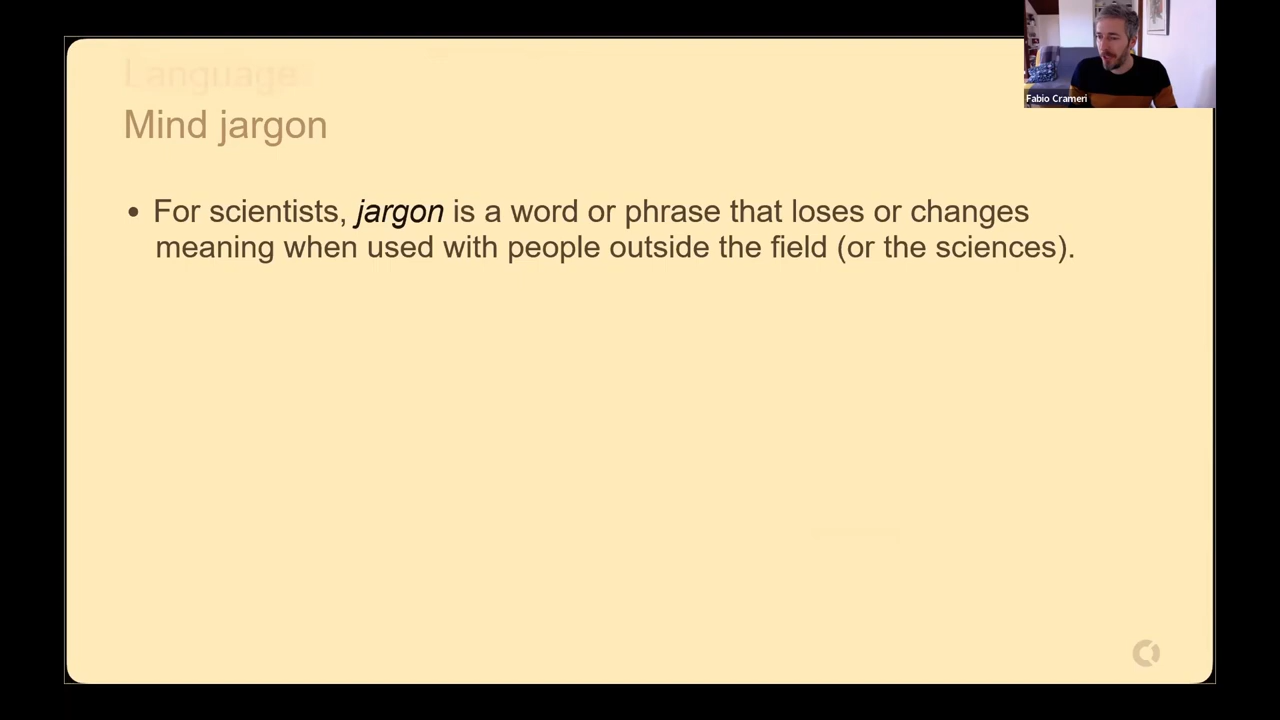 Language
Mind jargon
• For scientists, jargon is a word or phrase that loses or changes
meaning when used with people outside the field (or the sciences).
Fabio Crameri